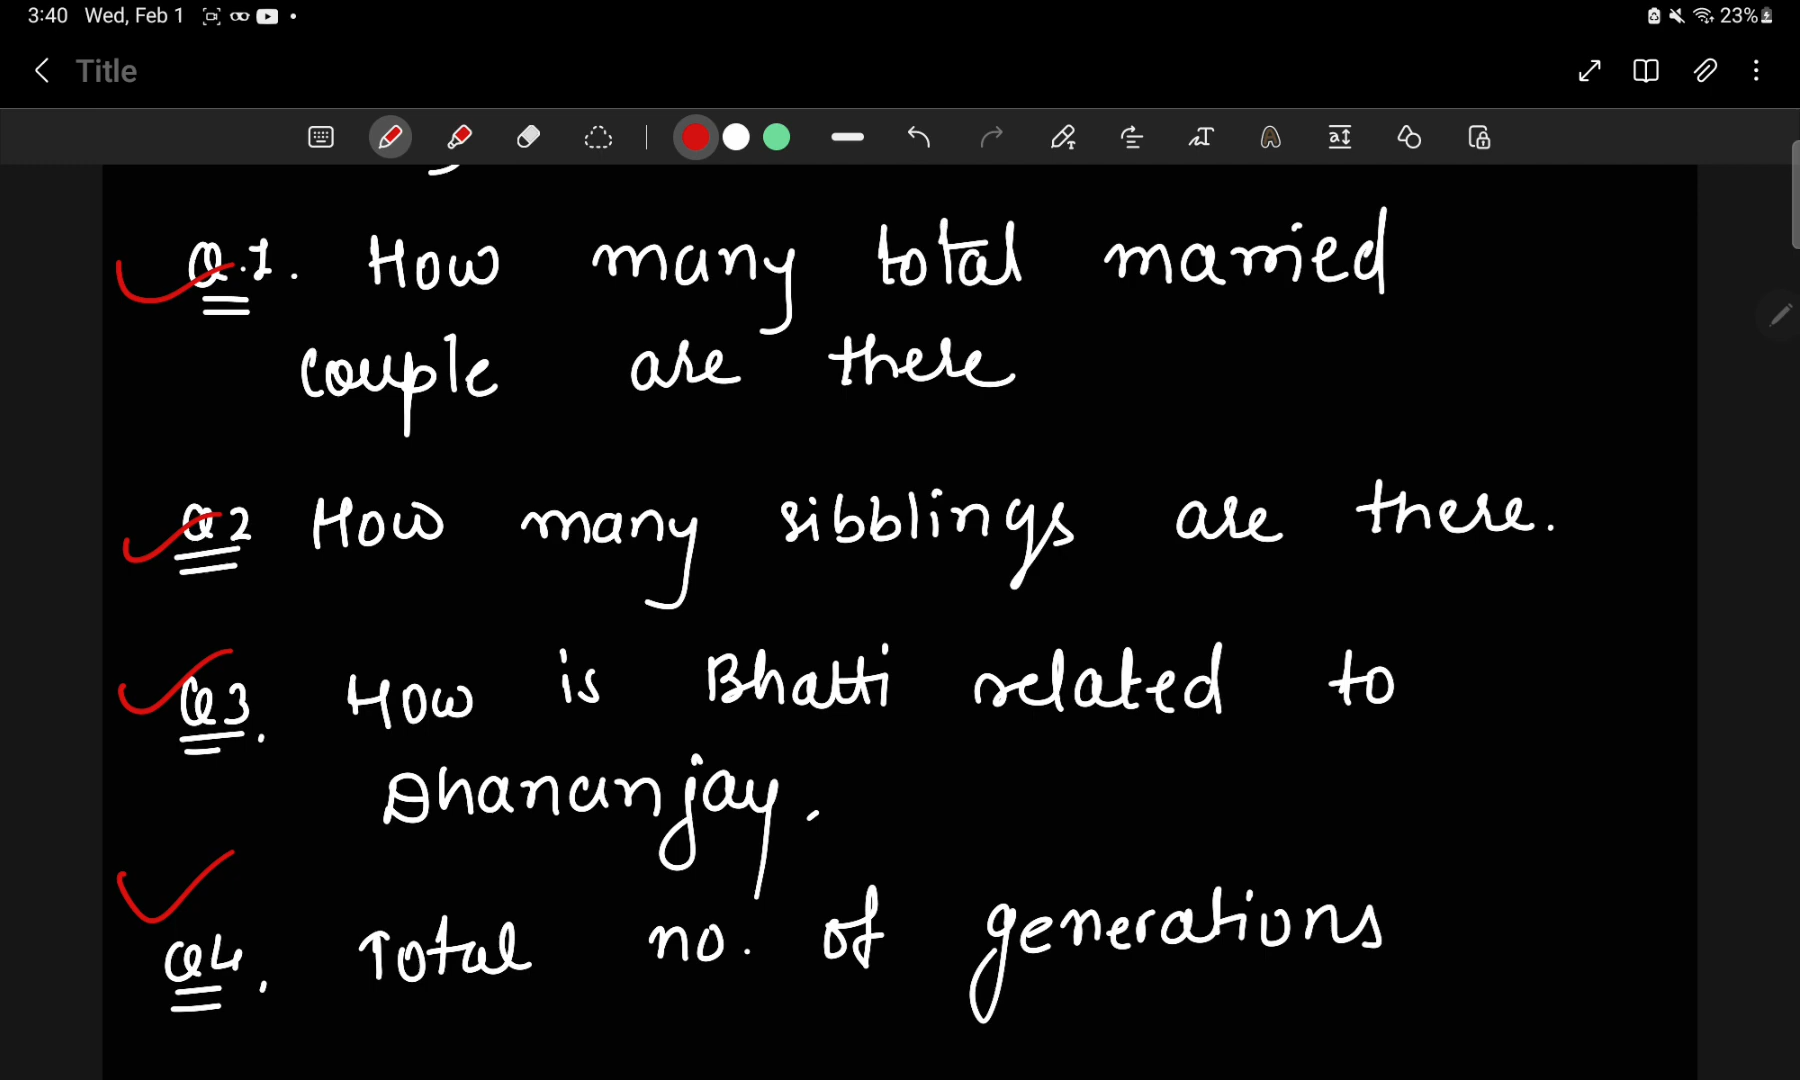 3:40 Wed, Feb 1 23%
Title
Q.1. How many total married
couple are there
Q2 How many sibblings are there.
Q3. How is Bhatti related to
Dhananjay.
Q4. Total no. of generations